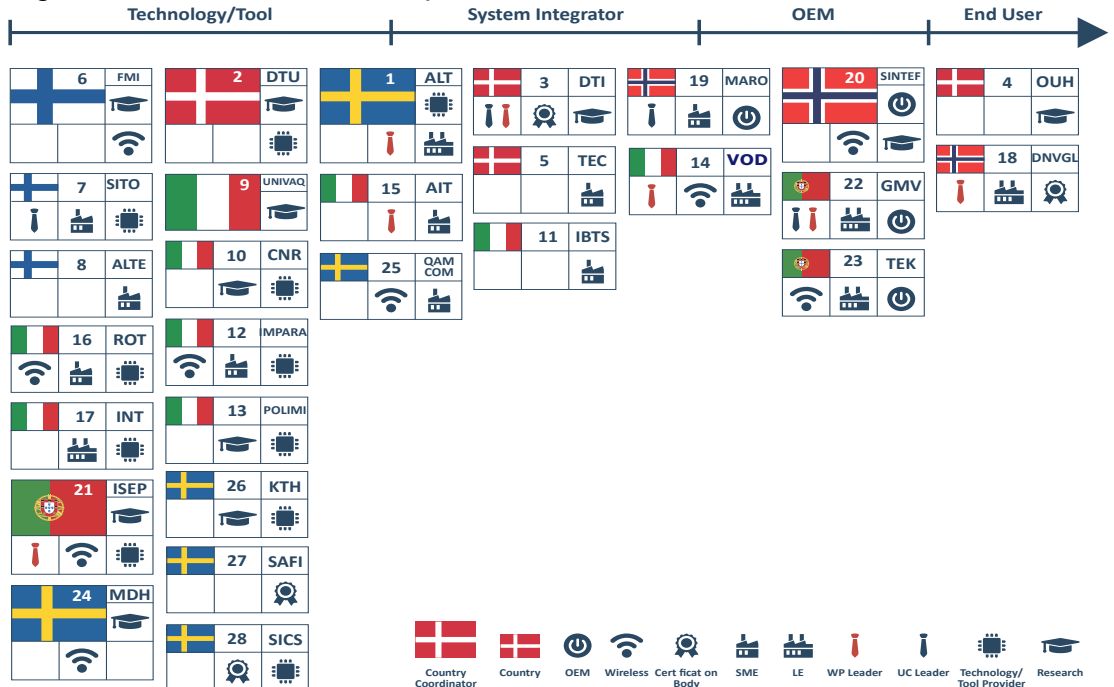 Technology/Tool
System Integrator
OEM
End User
6 FMI
2 DTU
1 ALT
3 DTI
19 MARO
20 SINTEF
4 OUH
7 SITO
9 UNIVAQ
15 AIT
5 TEC
14 VOD
22 GMV
18 DNVGL
8 ALTE
10 CNR
25 QAM
COM
11 IBTS
23 TEK
16 ROT
12 IMPARA
17 INT
13 POLIMI
21 ISEP
26 KTH
24 MDH
27 SAFI
28 SICS
Country
Coordinator
Country
OEM
Wireless
Cert ficat on
Body
SME
LE
WP Leader
UC Leader
Technology/
Tool Provider
Research